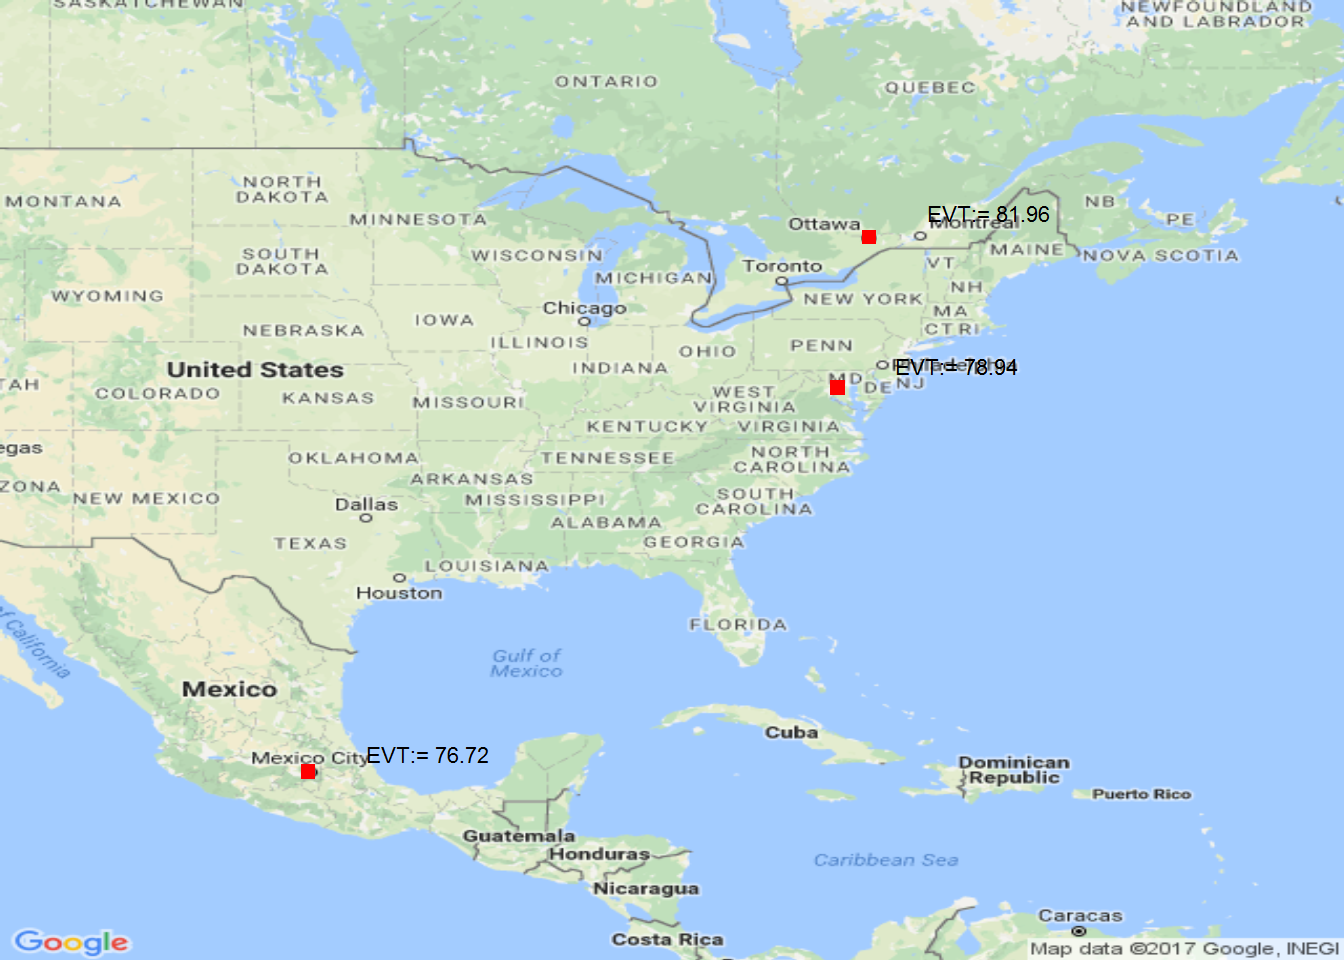 SASKATCHEWAN
NEWFOUNDLAND
AND LABRADOR
ONTARIO
QUEBEC
MONTANA
NORTH
DAKOTA
MINNESOTA
NB
PE
EVT:= 81.96
Ottawa
Montreal
MAINE
NOVA SCOTIA
SOUTH
DAKOTA
WISCONSIN
MICHIGAN
Toronto
VT
NH
WYOMING
Chicago
NEW YORK
MA
CT RI
NEBRASKA
IOWA
ILLINOIS
OHIO
PENN
United States
INDIANA
EVT:= 78.94
Philadelphia
MD
DE
NJ
TAH
COLORADO
KANSAS
MISSOURI
WEST
VIRGINIA
KENTUCKY
VIRGINIA
egas
OKLAHOMA
TENNESSEE
NORTH
CAROLINA
ZONA
NEW MEXICO
ARKANSAS
MISSISSIPPI
SOUTH
CAROLINA
Dallas
ALABAMA
TEXAS
GEORGIA
LOUISIANA
Houston
FLORIDA
of California
Gulf of
Mexico
Mexico
Cuba
Mexico City
EVT:= 76.72
Dominican
Republic
Puerto Rico
Guatemala
Honduras
Caribbean Sea
Nicaragua
Caracas
Costa Rica
Google
Map data ©2017 Google, INEGI